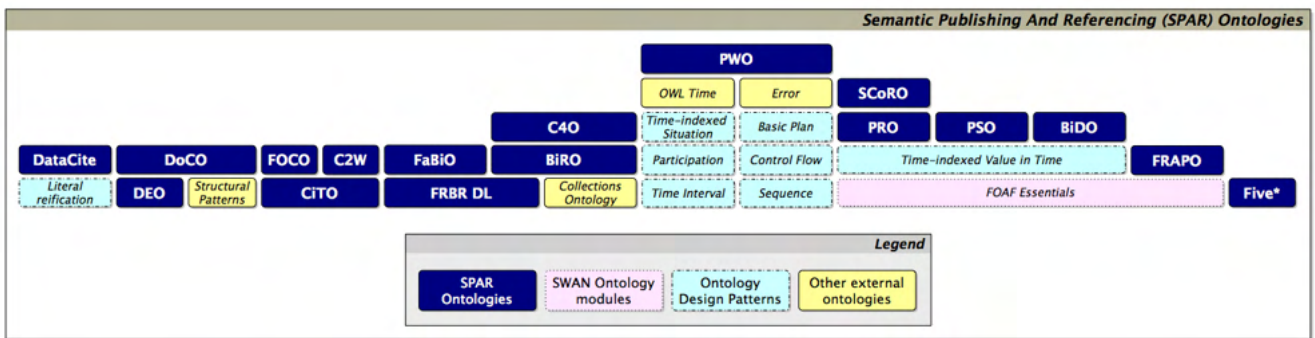 Semantic Publishing And Referencing (SPAR) Ontologies
PWO
OWL Time
Error
SCoRO
C4O
Time-indexed
Situation
Basic Plan
PRO
PSO
BiDO
DataCite
DoCO
FOCO
C2W
FaBiO
BiRO
Participation
Control Flow
Time-indexed Value in Time
FRAPO
Literal
reification
DEO
Structural
Patterns
CiTO
FRBR DL
Collections
Ontology
Time Interval
Sequence
FOAF Essentials
Five*
Legend
SPAR
Ontologies
SWAN Ontology
modules
Ontology
Design Patterns
Other external
ontologies